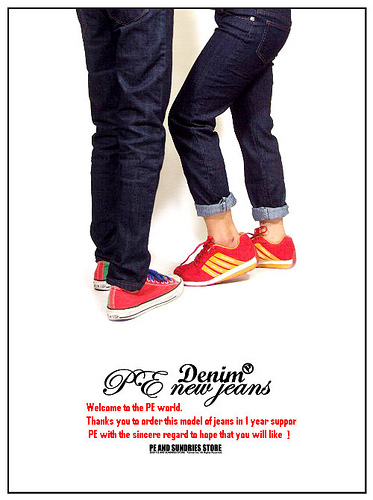 PE Denim
new jeans
Welcome to the PE world.
Thanks you to order this model of jeans in 1 year suppor
PE with the sincere regard to hope that you will like !
PE AND SUNDRIES STORE